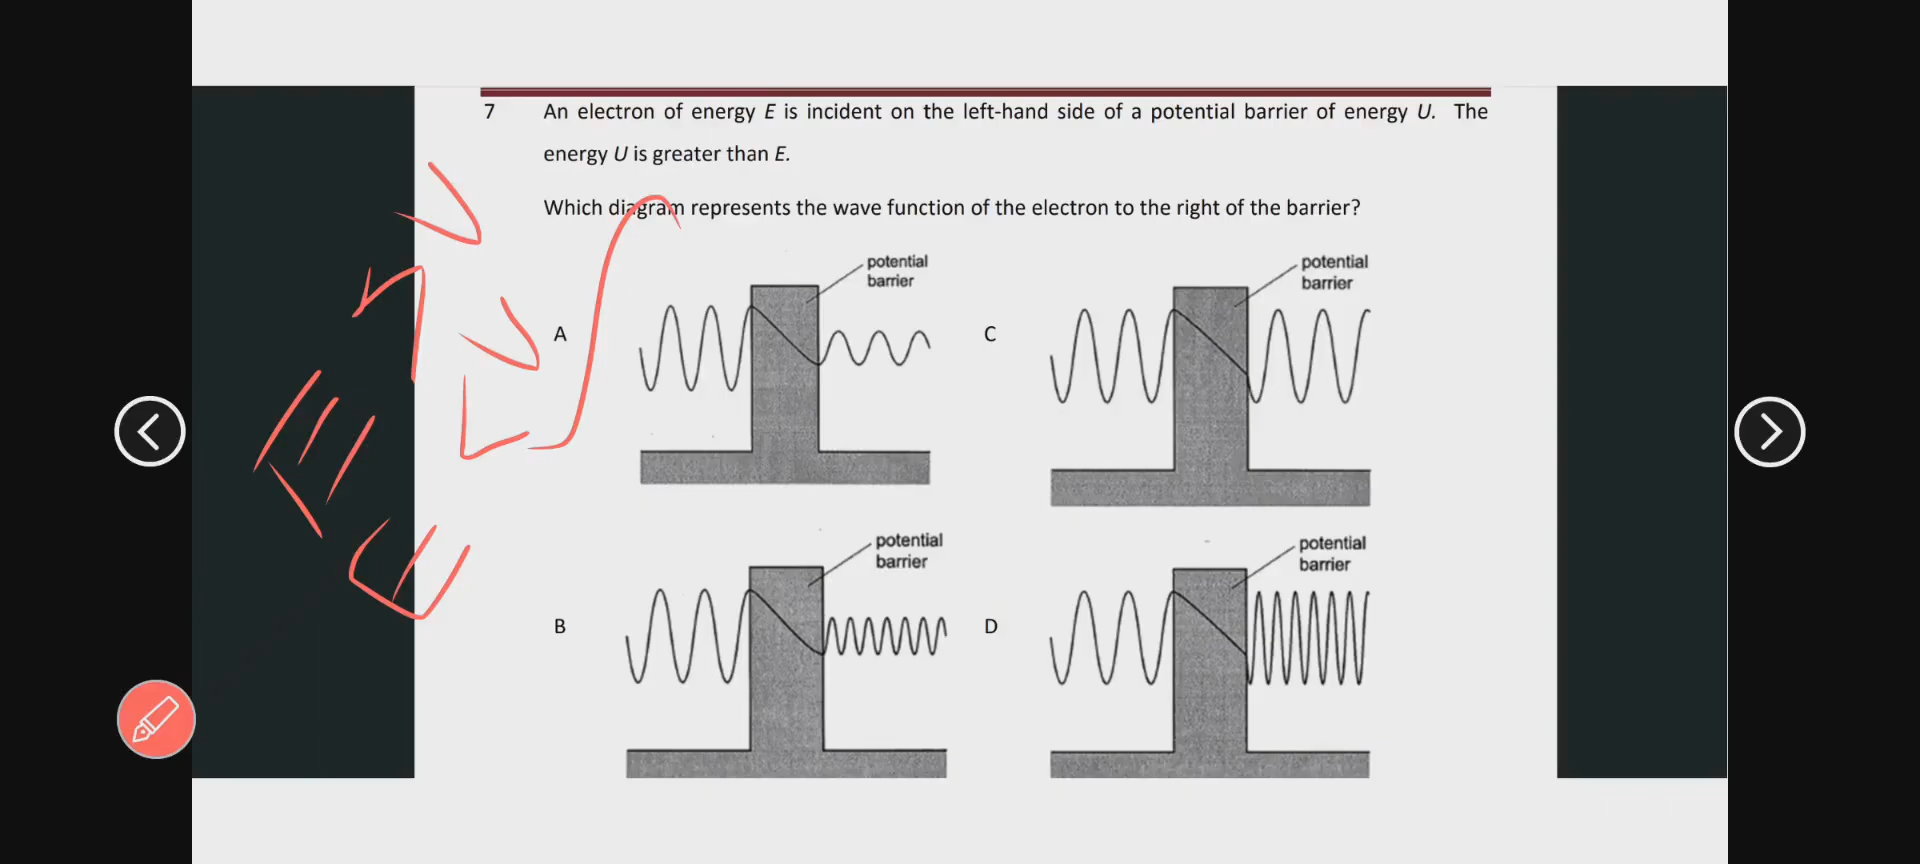 7 An electron of energy E is incident on the left-hand side of a potential barrier of energy U. The
energy U is greater than E.
Which diagram represents the wave function of the electron to the right of the barrier?
A
potential
barrier
C
potential
barrier
B
potential
barrier
D
potential
barrier